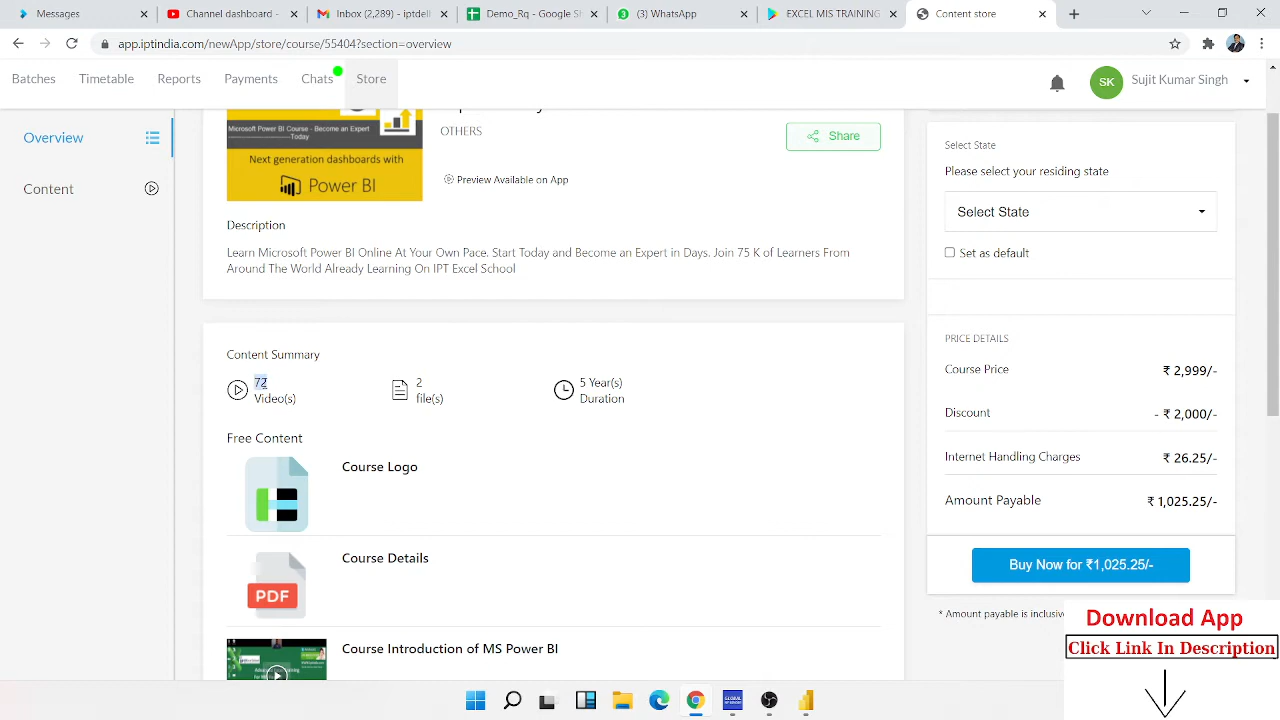 Messages
Channel dashboard -
Inbox (2,289) - iptdell
Demo_Rq - Google Sh
(3) WhatsApp
EXCEL MIS TRAINING
Content store
app.iptindia.com/newApp/store/course/55404?section=overview
Batches
Timetable
Reports
Payments
Chats
Store
SK
Sujit Kumar Singh
Overview
Content
Microsoft Power BI Course - Become an Expert
Today
Next generation dashboards with
Power BI
OTHERS
Preview Available on App
Share
Description
Learn Microsoft Power BI Online At Your Own Pace. Start Today and Become an Expert in Days. Join 75 K of Learners From
Around The World Already Learning On IPT Excel School
Content Summary
72
Video(s)
2
file(s)
5 Year(s)
Duration
Free Content
Course Logo
PDF
Course Details
Course Introduction of MS Power BI
Select State
Please select your residing state
Select State
Set as default
PRICE DETAILS
Course Price ₹ 2,999/-
Discount - ₹ 2,000/-
Internet Handling Charges ₹ 26.25/-
Amount Payable ₹ 1,025.25/-
Buy Now for ₹1,025.25/-
* Amount payable is inclusiv
Download App
Click Link In Description